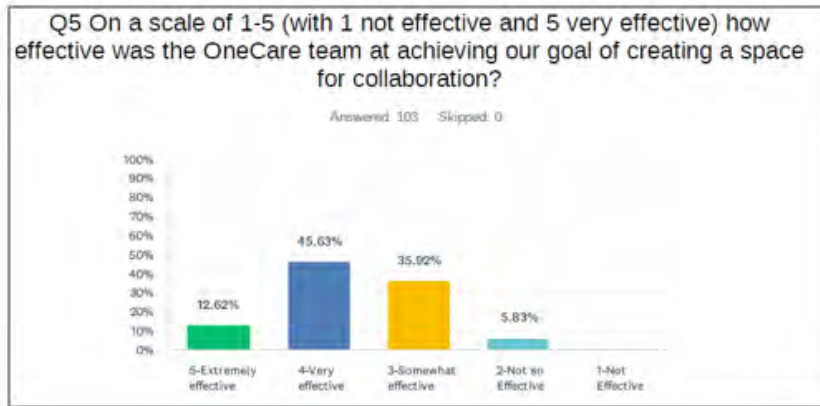 Q5 On a scale of 1-5 (with 1 not effective and 5 very effective) how
effective was the OneCare team at achieving our goal of creating a space
for collaboration?
Answered: 103 Skipped: 0
100%
90%
80%
70%
60%
50%
40%
30%
20%
10%
0%
12.62%
45.63%
35.92%
5.83%
5-Extremely
effective
4-Very
effective
3-Somewhat
effective
2-Not so
Effective
1-Not
Effective